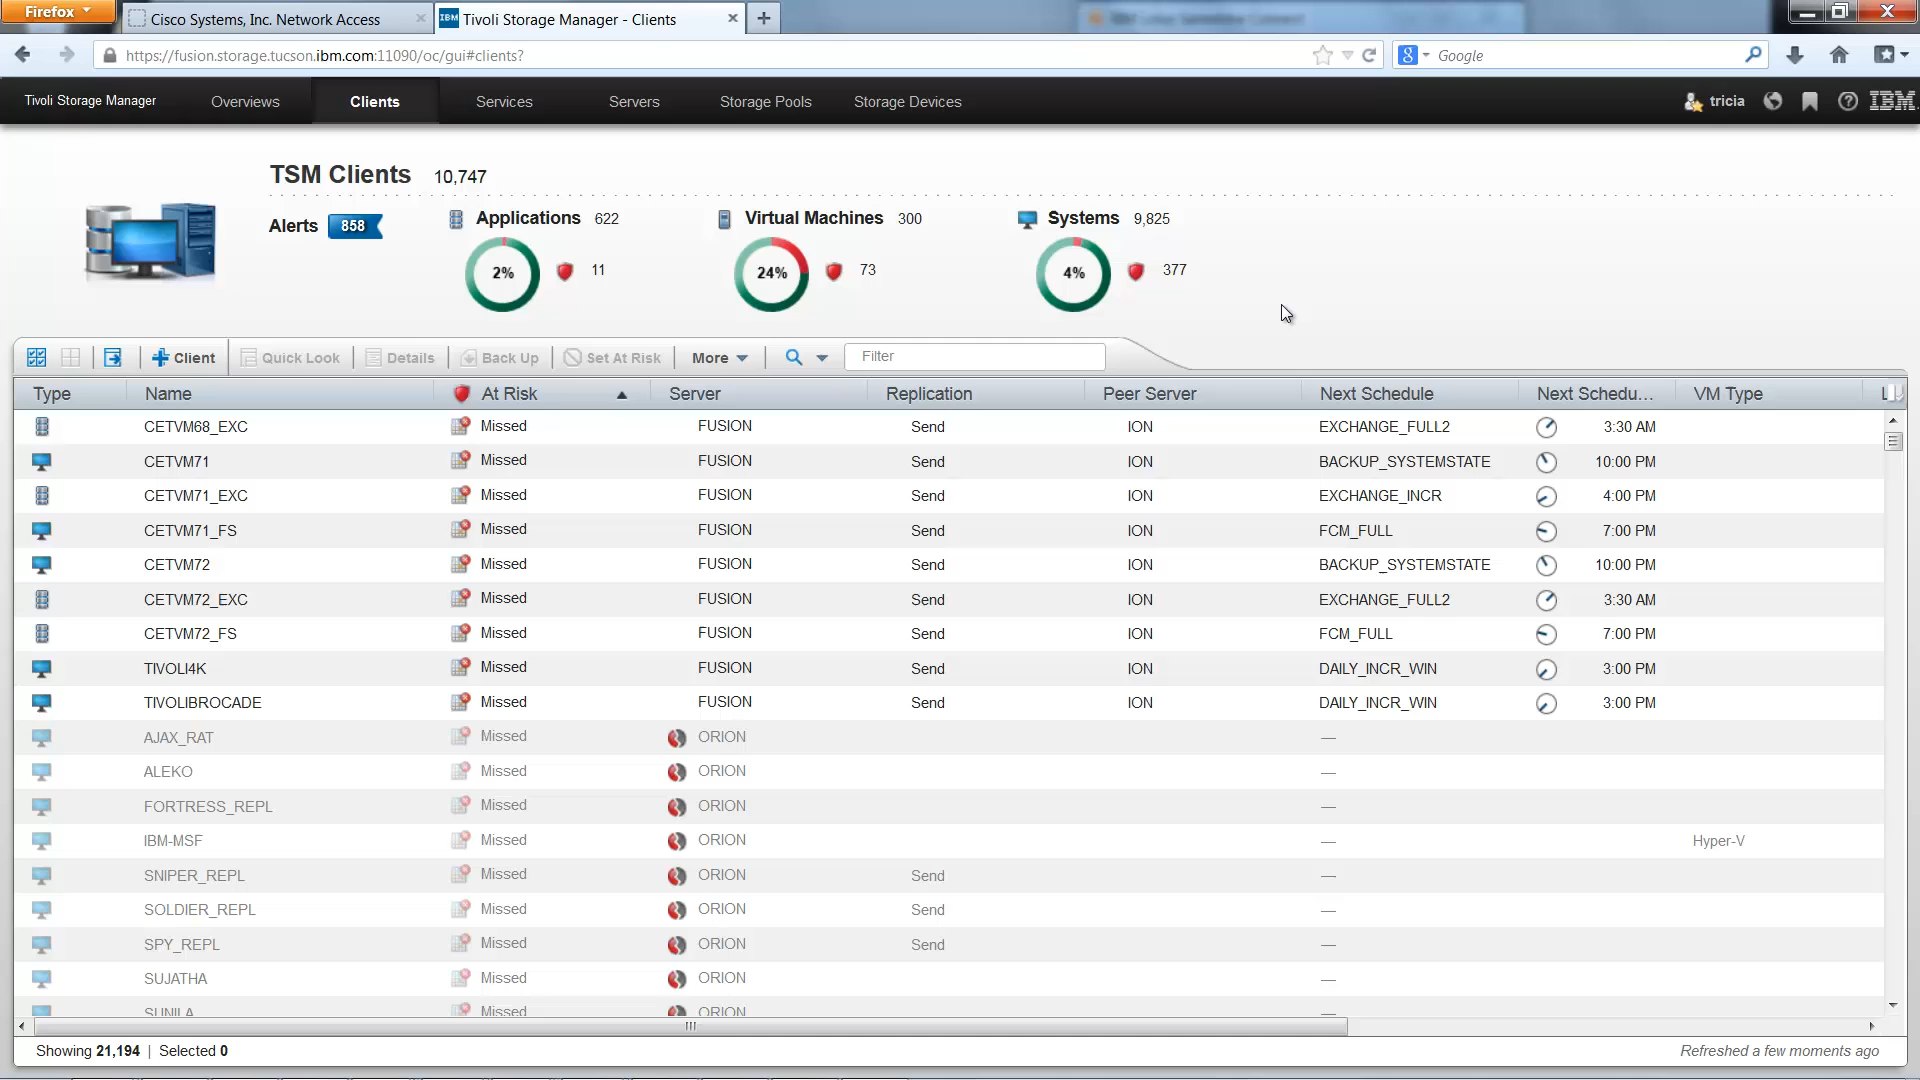 Firefox
Cisco Systems, Inc. Network Access
IBM Tivoli Storage Manager - Clients
https://fusion.storage.tucson.ibm.com:11090/oc/gui#clients?
8 Google
Tivoli Storage Manager Overviews Clients Services Servers Storage Pools Storage Devices tricia IBM
TSM Clients 10,747
Alerts 858
Applications 622
2% 11
Virtual Machines 300
24% 73
Systems 9,825
4% 377
Client Quick Look Details Back Up Set At Risk More Filter
Type Name At Risk Server Replication Peer Server Next Schedule Next Schedu... VM Type
CETVM68_EXC Missed FUSION Send ION EXCHANGE_FULL2 3:30 AM
CETVM71 Missed FUSION Send ION BACKUP_SYSTEMSTATE 10:00 PM
CETVM71_EXC Missed FUSION Send ION EXCHANGE_INCR 4:00 PM
CETVM71_FS Missed FUSION Send ION FCM_FULL 7:00 PM
CETVM72 Missed FUSION Send ION BACKUP_SYSTEMSTATE 10:00 PM
CETVM72_EXC Missed FUSION Send ION EXCHANGE_FULL2 3:30 AM
CETVM72_FS Missed FUSION Send ION FCM_FULL 7:00 PM
TIVOLI4K Missed FUSION Send ION DAILY_INCR_WIN 3:00 PM
TIVOLIBROCADE Missed FUSION Send ION DAILY_INCR_WIN 3:00 PM
AJAX_RAT Missed ORION —
ALEKO Missed ORION —
FORTRESS_REPL Missed ORION —
IBM-MSF Missed ORION — Hyper-V
SNIPER_REPL Missed ORION Send —
SOLDIER_REPL Missed ORION Send —
SPY_REPL Missed ORION Send —
SUJATHA Missed ORION —
SUNILA Missed ORION —
Showing 21,194 | Selected 0
Refreshed a few moments ago